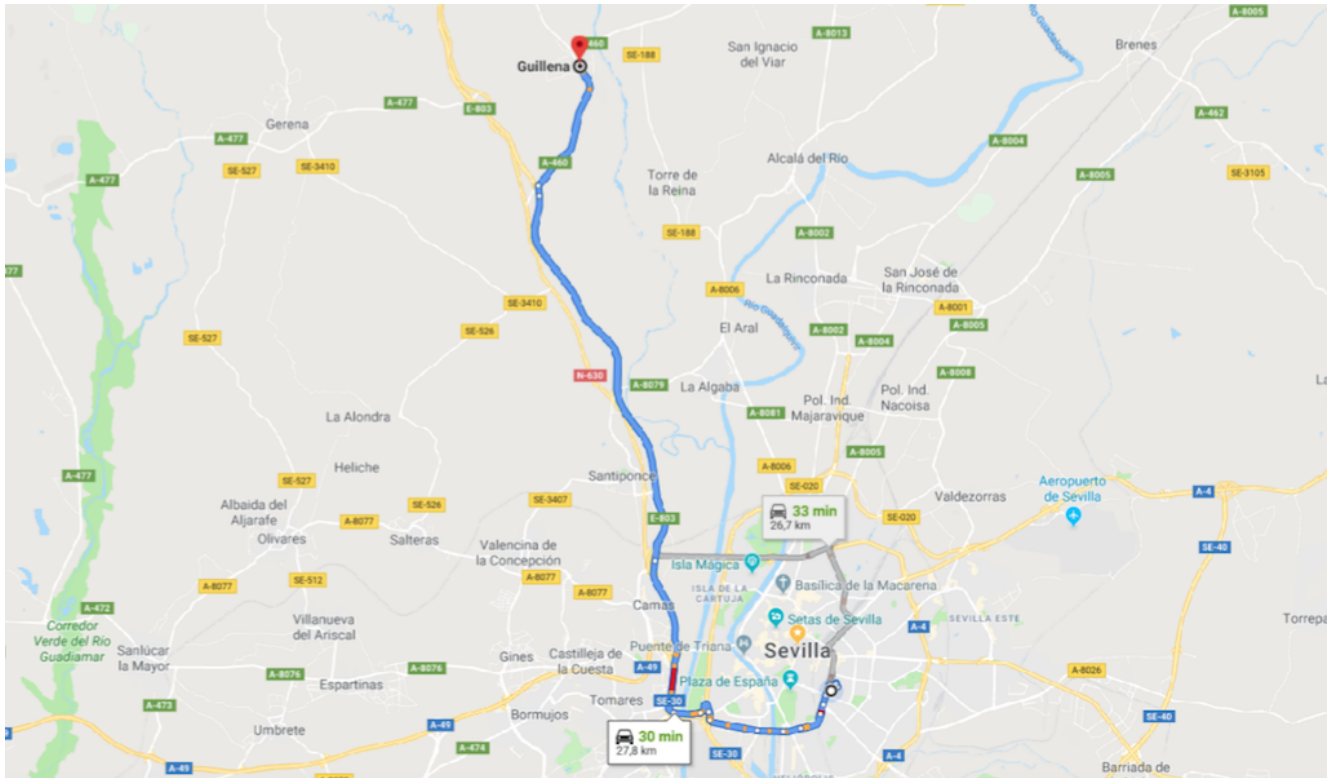 A-8005
A-8013
Brenes
A-460
SE-188
San Ignacio
del Viar
Guillena
A-477
E-803
A-462
Gerena
A-477
A-8004
SE-527
SE-3410
A-460
Alcalá del Río
A-8005
SE-3105
A-477
Torre de
la Reina
SE-188
A-8002
La Rinconada
San José de
la Rinconada
A-8006
SE-3410
Río Guadalquivir
A-8001
A-8005
SE-527
SE-526
El Aral
A-8002
A-8004
N-630
A-8079
La Algaba
A-8008
Pol. Ind.
Nacoisa
Pol. Ind.
Majaravique
A-8081
La Alondra
A-8005
Heliche
A-477
Santiponce
A-8006
SE-020
Aeropuerto
de Sevilla
A-4
SE-527
SE-526
SE-3407
Valdezorras
Albaida del
Aljarafe
A-8077
33 min
26,7 km
SE-020
E-803
Olivares
Salteras
Valencina de
la Concepción
SE-40
A-8077
SE-512
A-8077
A-8077
Isla Mágica
ISLA DE LA
CARTUJA
Basílica de la Macarena
A-472
Corredor
Verde del Río
Guadiamar
Villanueva
del Ariscal
Camas
Setas de Sevilla
SEVILLA ESTE
A-4
Sanlúcar
la Mayor
Gines
Castilleja de
la Cuesta
Puente de Triana
Sevilla
A-8076
A-8076
A-49
A-8026
Espartinas
Plaza de España
A-473
Tomares
SE-30
Umbrete
Bormujos
SE-40
A-49
A-474
30 min
27,8 km
SE-30
A-49
Barriada de